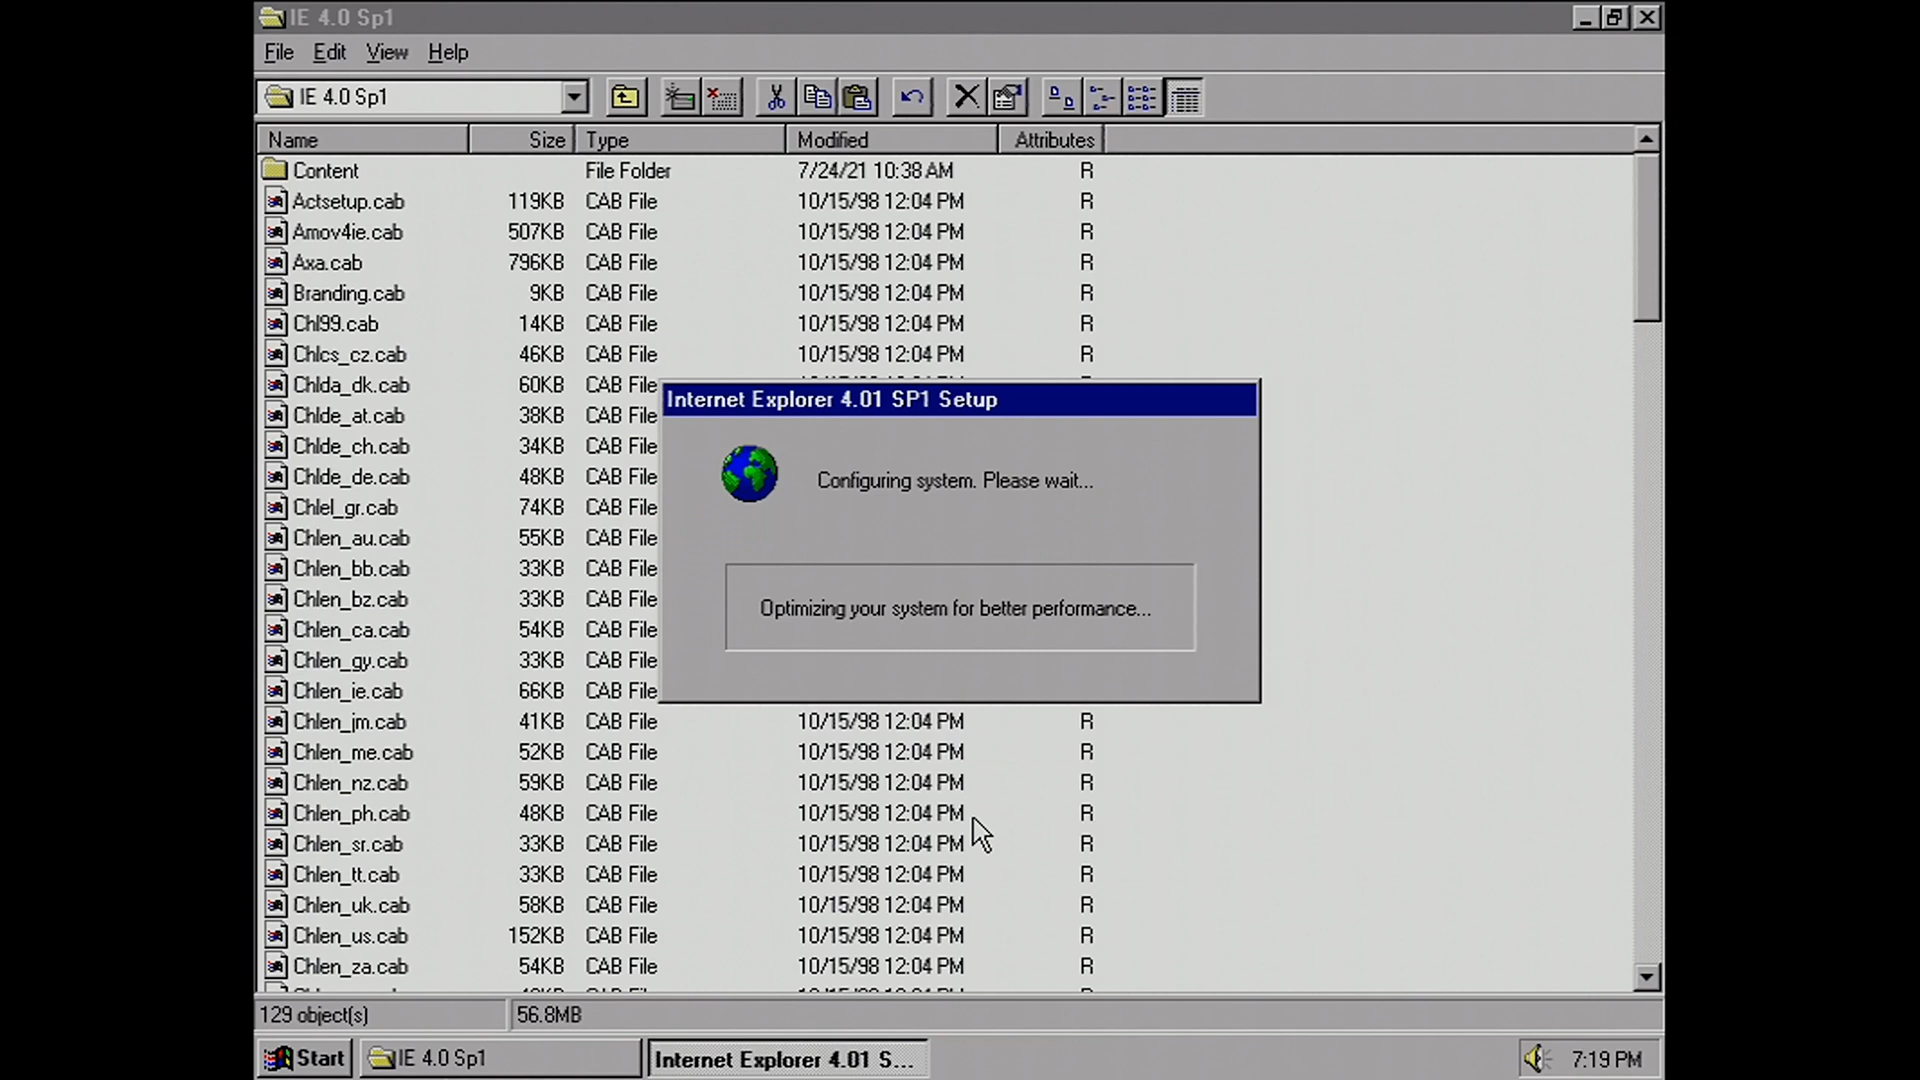 IE 4.0 Sp1
File Edit View Help
IE 4.0 Sp1
Name Size Type Modified Attributes
Content File Folder 7/24/21 10:38 AM R
Actsetup.cab 119KB CAB File 10/15/98 12:04 PM R
Amov4ie.cab 507KB CAB File 10/15/98 12:04 PM R
Axa.cab 796KB CAB File 10/15/98 12:04 PM R
Branding.cab 9KB CAB File 10/15/98 12:04 PM R
Chl99.cab 14KB CAB File 10/15/98 12:04 PM R
Chlcs_cz.cab 46KB CAB File 10/15/98 12:04 PM R
Chlda_dk.cab 60KB CAB File
Chlde_at.cab 38KB CAB File
Chlde_ch.cab 34KB CAB File
Chlde_de.cab 48KB CAB File
Chlel_gr.cab 74KB CAB File
Chlen_au.cab 55KB CAB File
Chlen_bb.cab 33KB CAB File
Chlen_bz.cab 33KB CAB File
Chlen_ca.cab 54KB CAB File
Chlen_gy.cab 33KB CAB File
Chlen_ie.cab 66KB CAB File
Internet Explorer 4.01 SP1 Setup
Configuring system. Please wait...
Optimizing your system for better performance...
Chlen_jm.cab 41KB CAB File 10/15/98 12:04 PM R
Chlen_me.cab 52KB CAB File 10/15/98 12:04 PM R
Chlen_nz.cab 59KB CAB File 10/15/98 12:04 PM R
Chlen_ph.cab 48KB CAB File 10/15/98 12:04 PM R
Chlen_sr.cab 33KB CAB File 10/15/98 12:04 PM R
Chlen_tt.cab 33KB CAB File 10/15/98 12:04 PM R
Chlen_uk.cab 58KB CAB File 10/15/98 12:04 PM R
Chlen_us.cab 152KB CAB File 10/15/98 12:04 PM R
Chlen_za.cab 54KB CAB File 10/15/98 12:04 PM R
129 object(s) 56.8MB
Start IE 4.0 Sp1 Internet Explorer 4.01 S... 7:19 PM